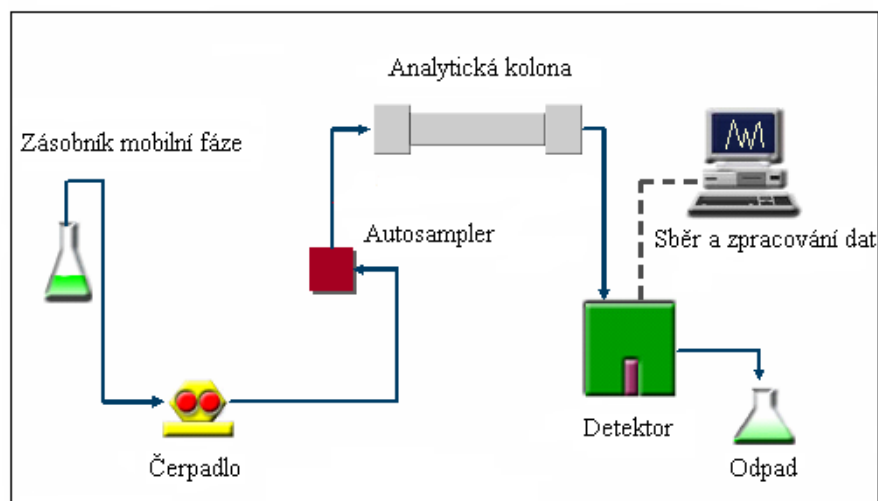 Analytická kolona
Zásobník mobilní fáze
Autosampler
Sběr a zpracování dat
Detektor
Čerpadlo
Odpad